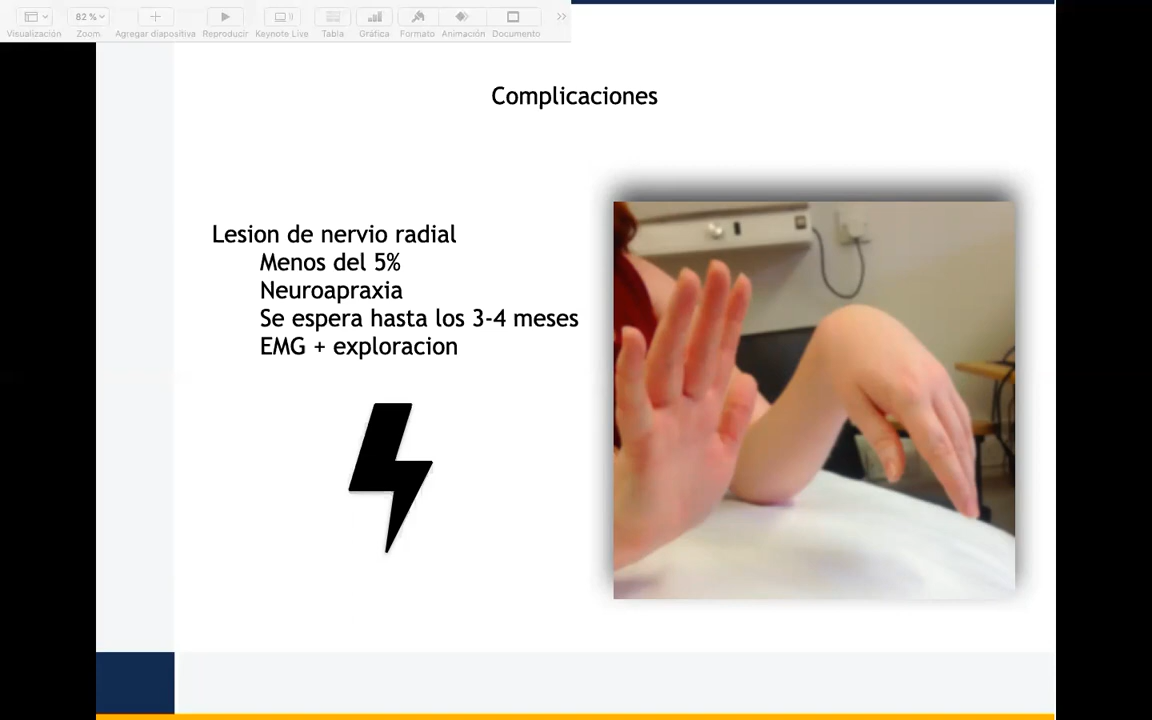 82 %
Visualización
Zoom
Agregar diapositiva
Reproducir
Keynote Live
Tabla
Gráfica
Formato
Animación
Documento
Complicaciones
Lesion de nervio radial
Menos del 5%
Neuroapraxia
Se espera hasta los 3-4 meses
EMG + exploracion